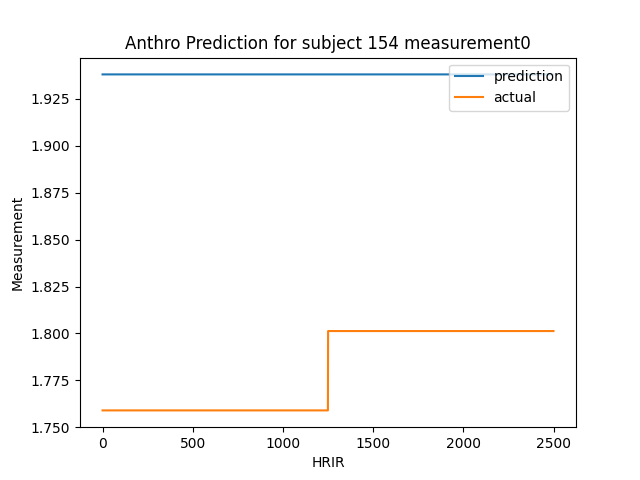 Anthro Prediction for subject 154 measurement0
prediction
actual
Measurement
1.925
1.900
1.875
1.850
1.825
1.800
1.775
1.750
0 500 1000 1500 2000 2500
HRIR